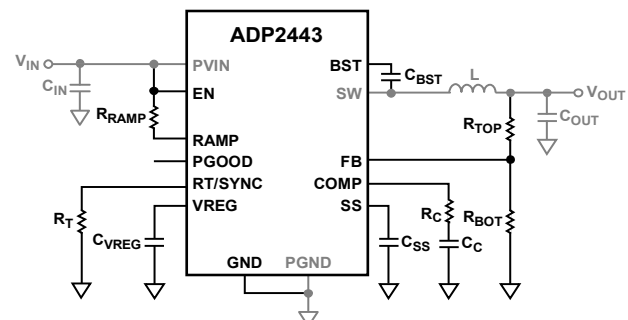 ADP2443
VIN
PVIN
BST
CBST
L
VOUT
CIN
EN
SW
RRAMP
RTOP
COUT
RAMP
PGOOD
FB
RT/SYNC
COMP
RT
VREG
SS
RC
RBOT
CVREG
CSS
CC
GND
PGND